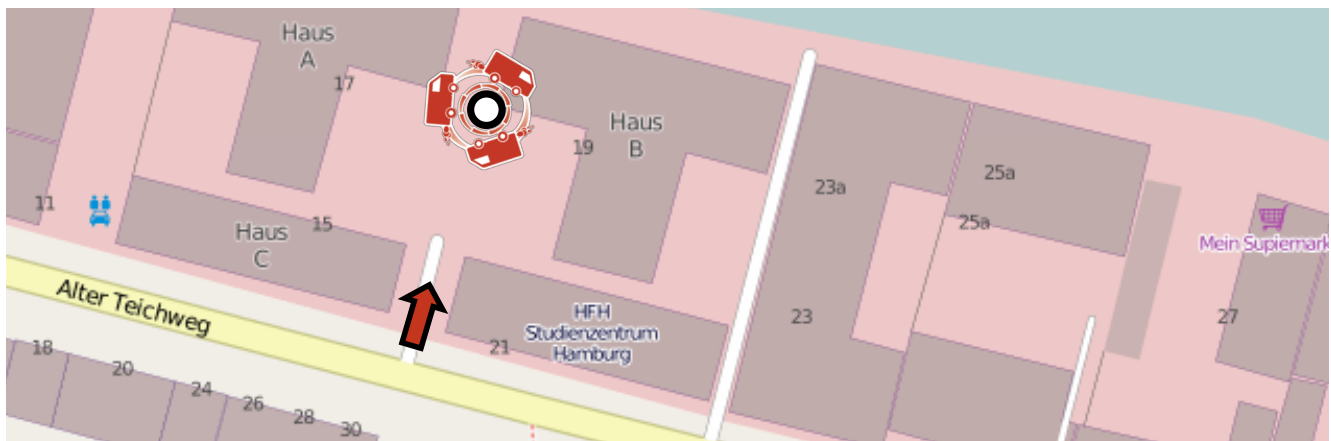 Haus
A
17
Haus
B
19
23a
25a
25a
11
15
Haus
C
Mein Supiemark
Alter Teichweg
HFH
Studienzentrum
Hamburg
21
23
27
18
20
24
26
28
30